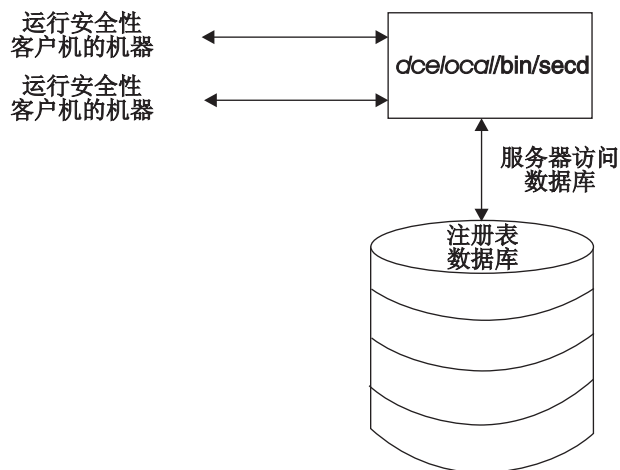 运行安全性
客户机的机器
运行安全性
客户机的机器
dcelocal/bin/secd
服务器访问
数据库
注册表
数据库